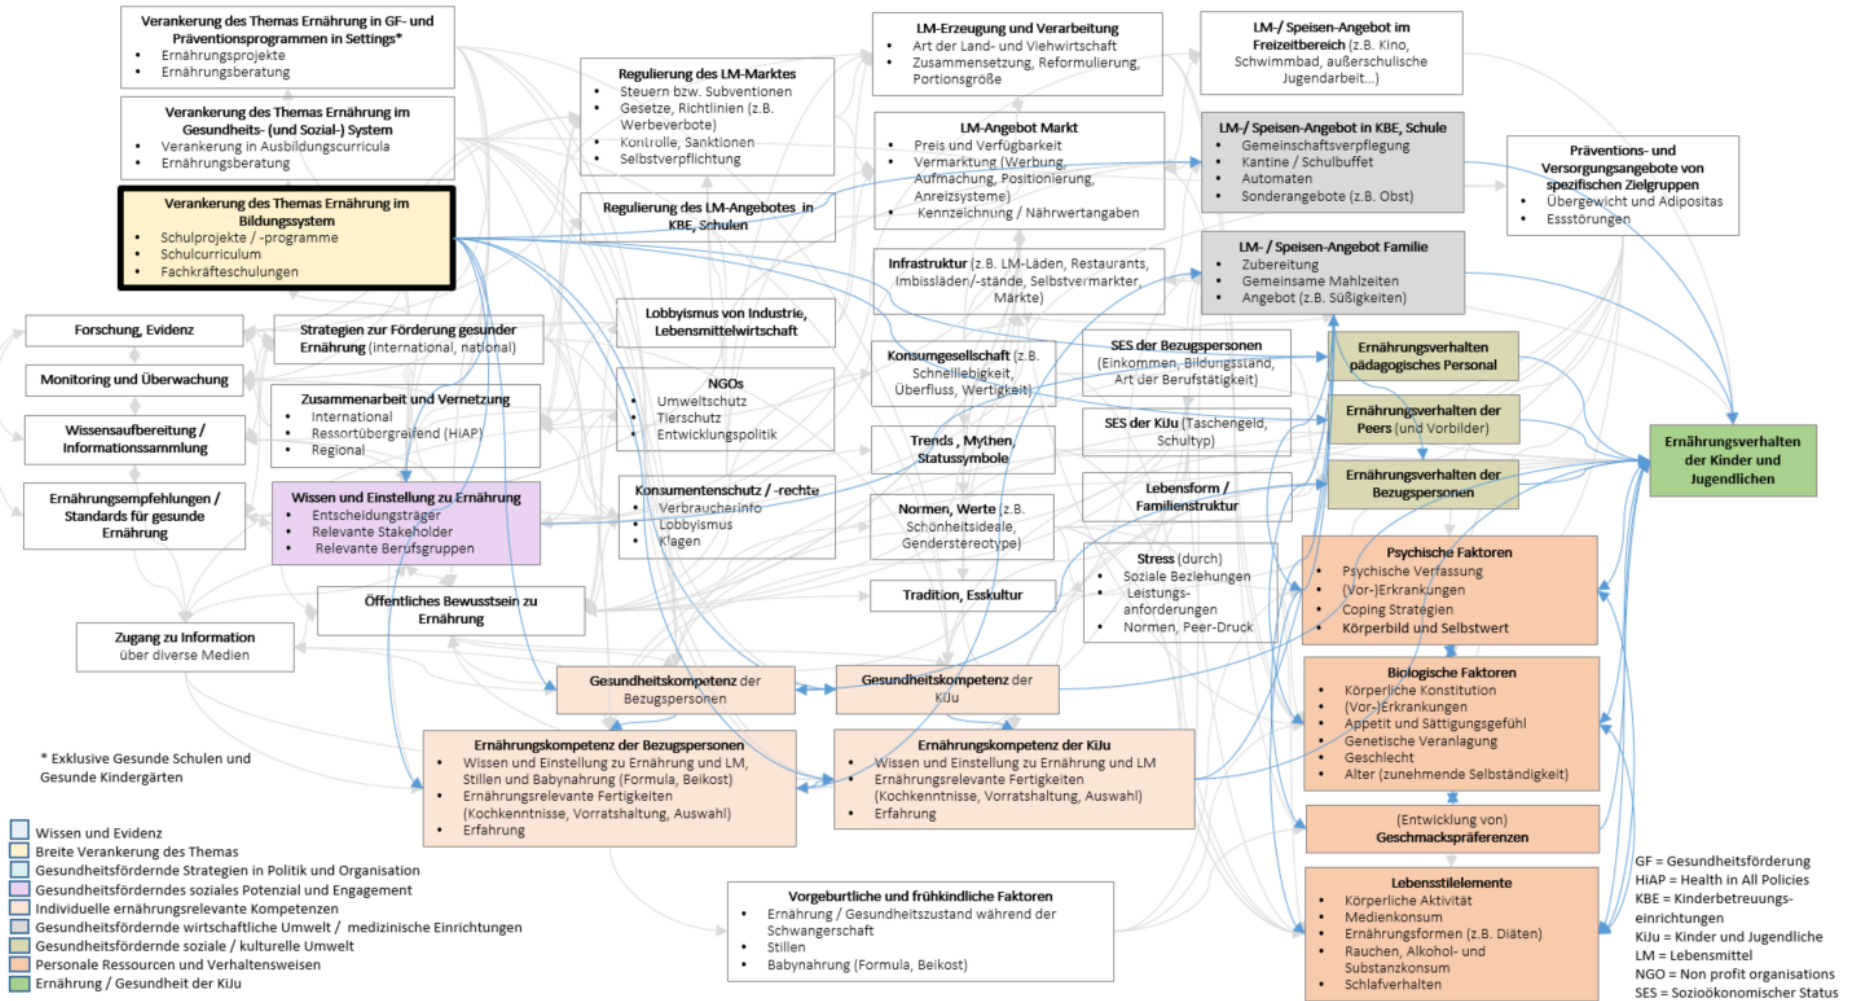 Verankerung des Themas Ernährung in GF- und
Präventionsprogrammen in Settings*
• Ernährungsprojekte
• Ernährungsberatung
Verankerung des Themas Ernährung im
Gesundheits- (und Sozial-) System
• Verankerung in Ausbildungscurricula
• Ernährungsberatung
Verankerung des Themas Ernährung im
Bildungssystem
• Schulprojekte / -programme
• Schulcurriculum
• Fachkräfteschulungen
Forschung, Evidenz
Monitoring und Überwachung
Wissensaufbereitung /
Informationssammlung
Ernährungsempfehlungen /
Standards für gesunde
Ernährung
Strategien zur Förderung gesunder
Ernährung (international, national)
Zusammenarbeit und Vernetzung
• International
• Ressortübergreifend (HiAP)
• Regional
Wissen und Einstellung zu Ernährung
• Entscheidungsträger
• Relevante Stakeholder
• Relevante Berufsgruppen
Öffentliches Bewusstsein zu
Ernährung
Zugang zu Information
über diverse Medien
Regulierung des LM-Marktes
• Steuern bzw. Subventionen
• Gesetze, Richtlinien (z.B.
Werbeverbote)
• Kontrolle, Sanktionen
• Selbstverpflichtung
Regulierung des LM-Angebotes in
KBE, Schulen
Lobbyismus von Industrie,
Lebensmittelwirtschaft
NGOs
• Umweltschutz
• Tierschutz
• Entwicklungspolitik
Konsumentenschutz / -rechte
• Verbraucherinfo
• Lobbyismus
• Klagen
LM-Erzeugung und Verarbeitung
• Art der Land- und Viehwirtschaft
• Zusammensetzung, Reformulierung,
Portionsgröße
LM-Angebot Markt
• Preis und Verfügbarkeit
• Vermarktung (Werbung,
Aufmachung, Positionierung,
Anreizsysteme)
• Kennzeichnung / Nährwertangaben
Infrastruktur (z.B. LM-Läden, Restaurants,
Imbissläden/-stände, Selbstvermarkter,
Märkte)
Konsumgesellschaft (z.B.
Schnelllebigkeit,
Überfluss, Wertigkeit)
Trends , Mythen,
Statussymbole
Normen, Werte (z.B.
Schönheitsideale,
Genderstereotype)
Tradition, Esskultur
SES der Bezugspersonen
(Einkommen, Bildungsstand,
Art der Berufstätigkeit)
SES der KiJu (Taschengeld,
Schultyp)
Lebensform /
Familienstruktur
Stress (durch)
• Soziale Beziehungen
• Leistungs-
anforderungen
• Normen, Peer-Druck
LM-/ Speisen-Angebot im
Freizeitbereich (z.B. Kino,
Schwimmbad, außerschulische
Jugendarbeit...)
LM-/ Speisen-Angebot in KBE, Schule
• Gemeinschaftsverpflegung
• Kantine / Schulbuffet
• Automaten
• Sonderangebote (z.B. Obst)
LM- / Speisen-Angebot Familie
• Zubereitung
• Gemeinsame Mahlzeiten
• Angebot (z.B. Süßigkeiten)
Präventions- und
Versorgungsangebote von
spezifischen Zielgruppen
• Übergewicht und Adipositas
• Essstörungen
Ernährungsverhalten
pädagogisches Personal
Ernährungsverhalten der
Peers (und Vorbilder)
Ernährungsverhalten der
Bezugspersonen
Ernährungsverhalten
der Kinder und
Jugendlichen
Psychische Faktoren
• Psychische Verfassung
• (Vor-)Erkrankungen
• Coping Strategien
• Körperbild und Selbstwert
Biologische Faktoren
• Körperliche Konstitution
• (Vor-)Erkrankungen
• Appetit und Sättigungsgefühl
• Genetische Veranlagung
• Geschlecht
• Alter (zunehmende Selbständigkeit)
(Entwicklung von)
Geschmackspräferenzen
Lebensstilelemente
• Körperliche Aktivität
• Medienkonsum
• Ernährungsformen (z.B. Diäten)
• Rauchen, Alkohol- und
Substanzkonsum
• Schlafverhalten
Gesundheitskompetenz der
Bezugspersonen
Gesundheitskompetenz der
KiJu
Ernährungskompetenz der Bezugspersonen
• Wissen und Einstellung zu Ernährung und LM,
Stillen und Babynahrung (Formula, Beikost)
• Ernährungsrelevante Fertigkeiten
(Kochkenntnisse, Vorratshaltung, Auswahl)
• Erfahrung
Ernährungskompetenz der KiJu
• Wissen und Einstellung zu Ernährung und LM
• Ernährungsrelevante Fertigkeiten
(Kochkenntnisse, Vorratshaltung, Auswahl)
• Erfahrung
Vorgeburtliche und frühkindliche Faktoren
• Ernährung / Gesundheitszustand während der
Schwangerschaft
• Stillen
• Babynahrung (Formula, Beikost)
* Exklusive Gesunde Schulen und
Gesunde Kindergärten
Wissen und Evidenz
Breite Verankerung des Themas
Gesundheitsfördernde Strategien in Politik und Organisation
Gesundheitsförderndes soziales Potenzial und Engagement
Individuelle ernährungsrelevante Kompetenzen
Gesundheitsfördernde wirtschaftliche Umwelt / medizinische Einrichtungen
Gesundheitsfördernde soziale / kulturelle Umwelt
Personale Ressourcen und Verhaltensweisen
Ernährung / Gesundheit der KiJu
GF = Gesundheitsförderung
HiAP = Health in All Policies
KBE = Kinderbetreuungs-
einrichtungen
KiJu = Kinder und Jugendliche
LM = Lebensmittel
NGO = Non profit organisations
SES = Sozioökonomischer Status